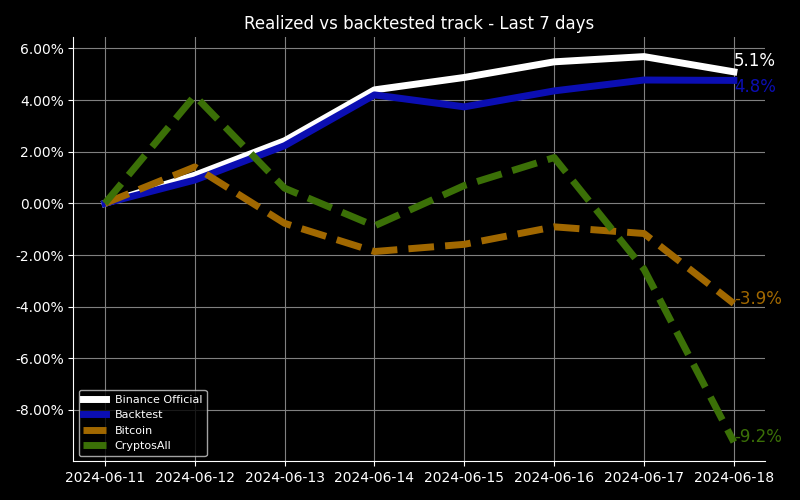 Realized vs backtested track - Last 7 days
6.00%
4.00%
2.00%
0.00%
-2.00%
-4.00%
-6.00%
-8.00%
5.1%
4.8%
-3.9%
-9.2%
Binance Official
Backtest
Bitcoin
CryptosAll
2024-06-11 2024-06-12 2024-06-13 2024-06-14 2024-06-15 2024-06-16 2024-06-17 2024-06-18